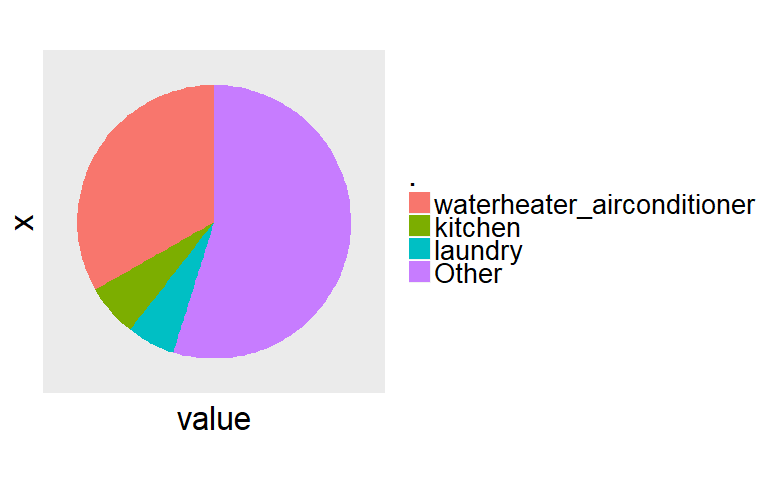 x
value
.
waterheater_airconditioner
kitchen
laundry
Other